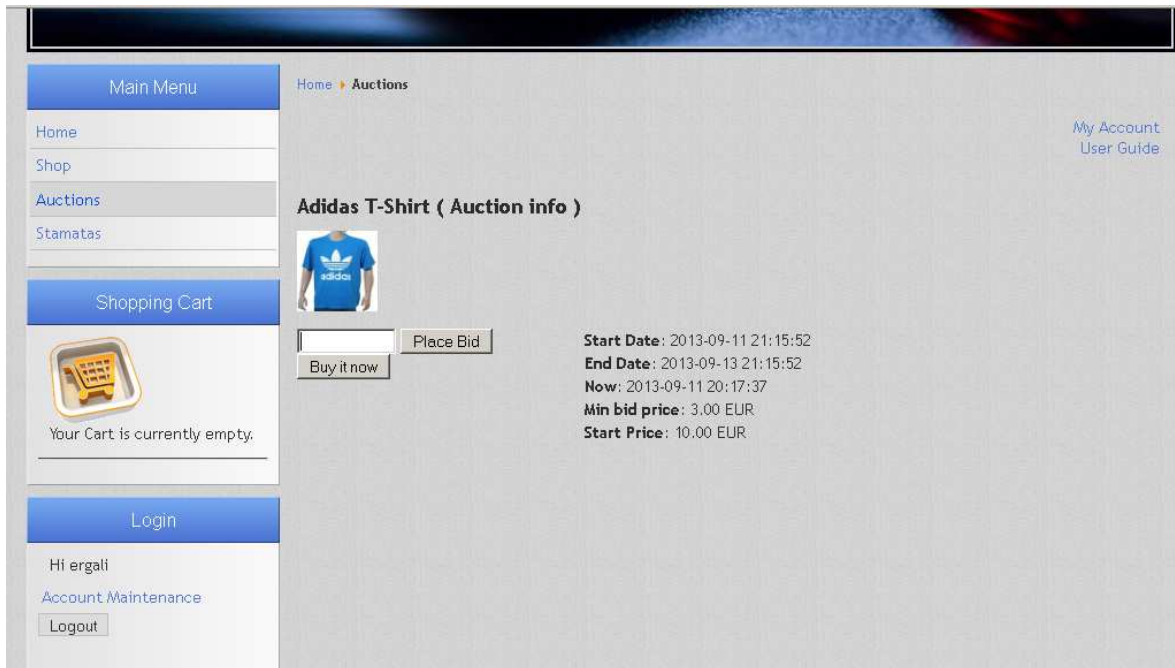 Main Menu
Home
Shop
Auctions
Stamatas
Shopping Cart
Your Cart is currently empty.
Login
Hi ergali
Account Maintenance
Logout
Home Auctions
My Account
User Guide
Adidas T-Shirt ( Auction info )
adidas
Place Bid
Buy it now
Start Date: 2013-09-11 21:15:52
End Date: 2013-09-13 21:15:52
Now: 2013-09-11 20:17:37
Min bid price: 3.00 EUR
Start Price: 10.00 EUR